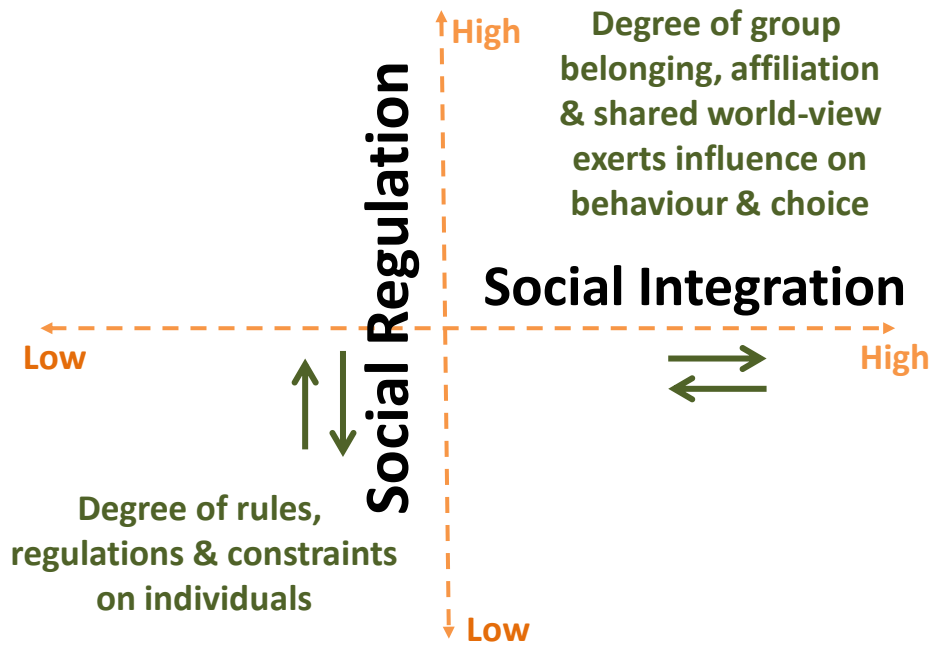 High
Degree of group
belonging, affiliation
& shared world-view
exerts influence on
behaviour & choice
Social Regulation
Social Integration
Low
High
Degree of rules,
regulations & constraints
on individuals
Low